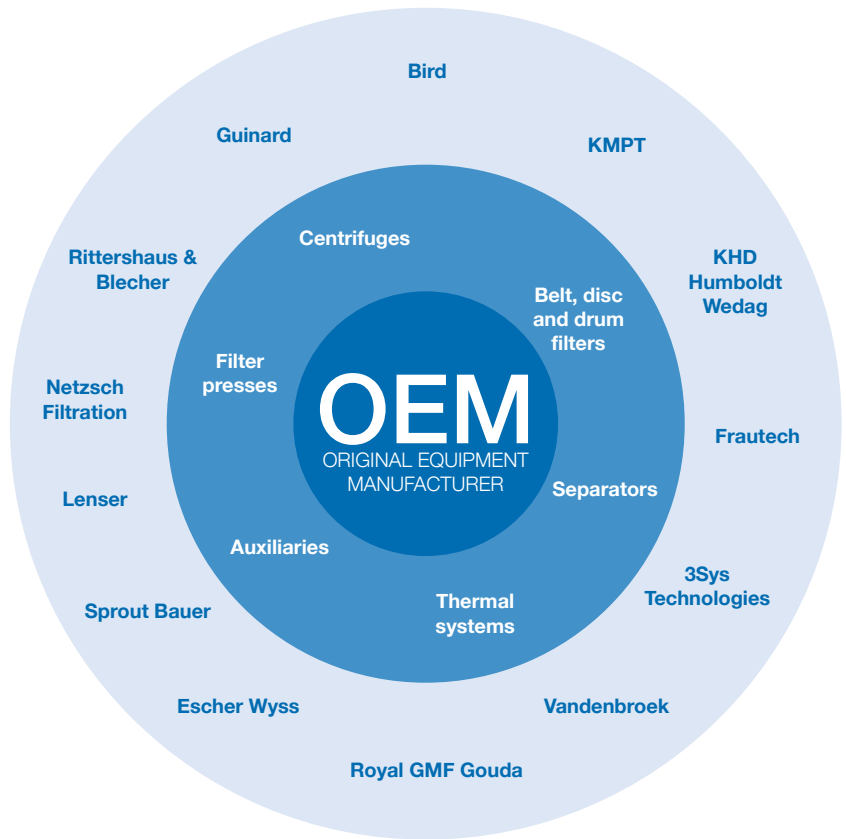 Bird
Guinard
KMPT
Centrifuges
Rittershaus &
Blecher
KHD
Humboldt
Wedag
Belt, disc
and drum
filters
Filter
presses
Netzsch
Filtration
OEM
ORIGINAL EQUIPMENT
MANUFACTURER
Frautech
Lenser
Separators
Auxiliaries
3Sys
Technologies
Sprout Bauer
Thermal
systems
Escher Wyss
Vandenbroek
Royal GMF Gouda